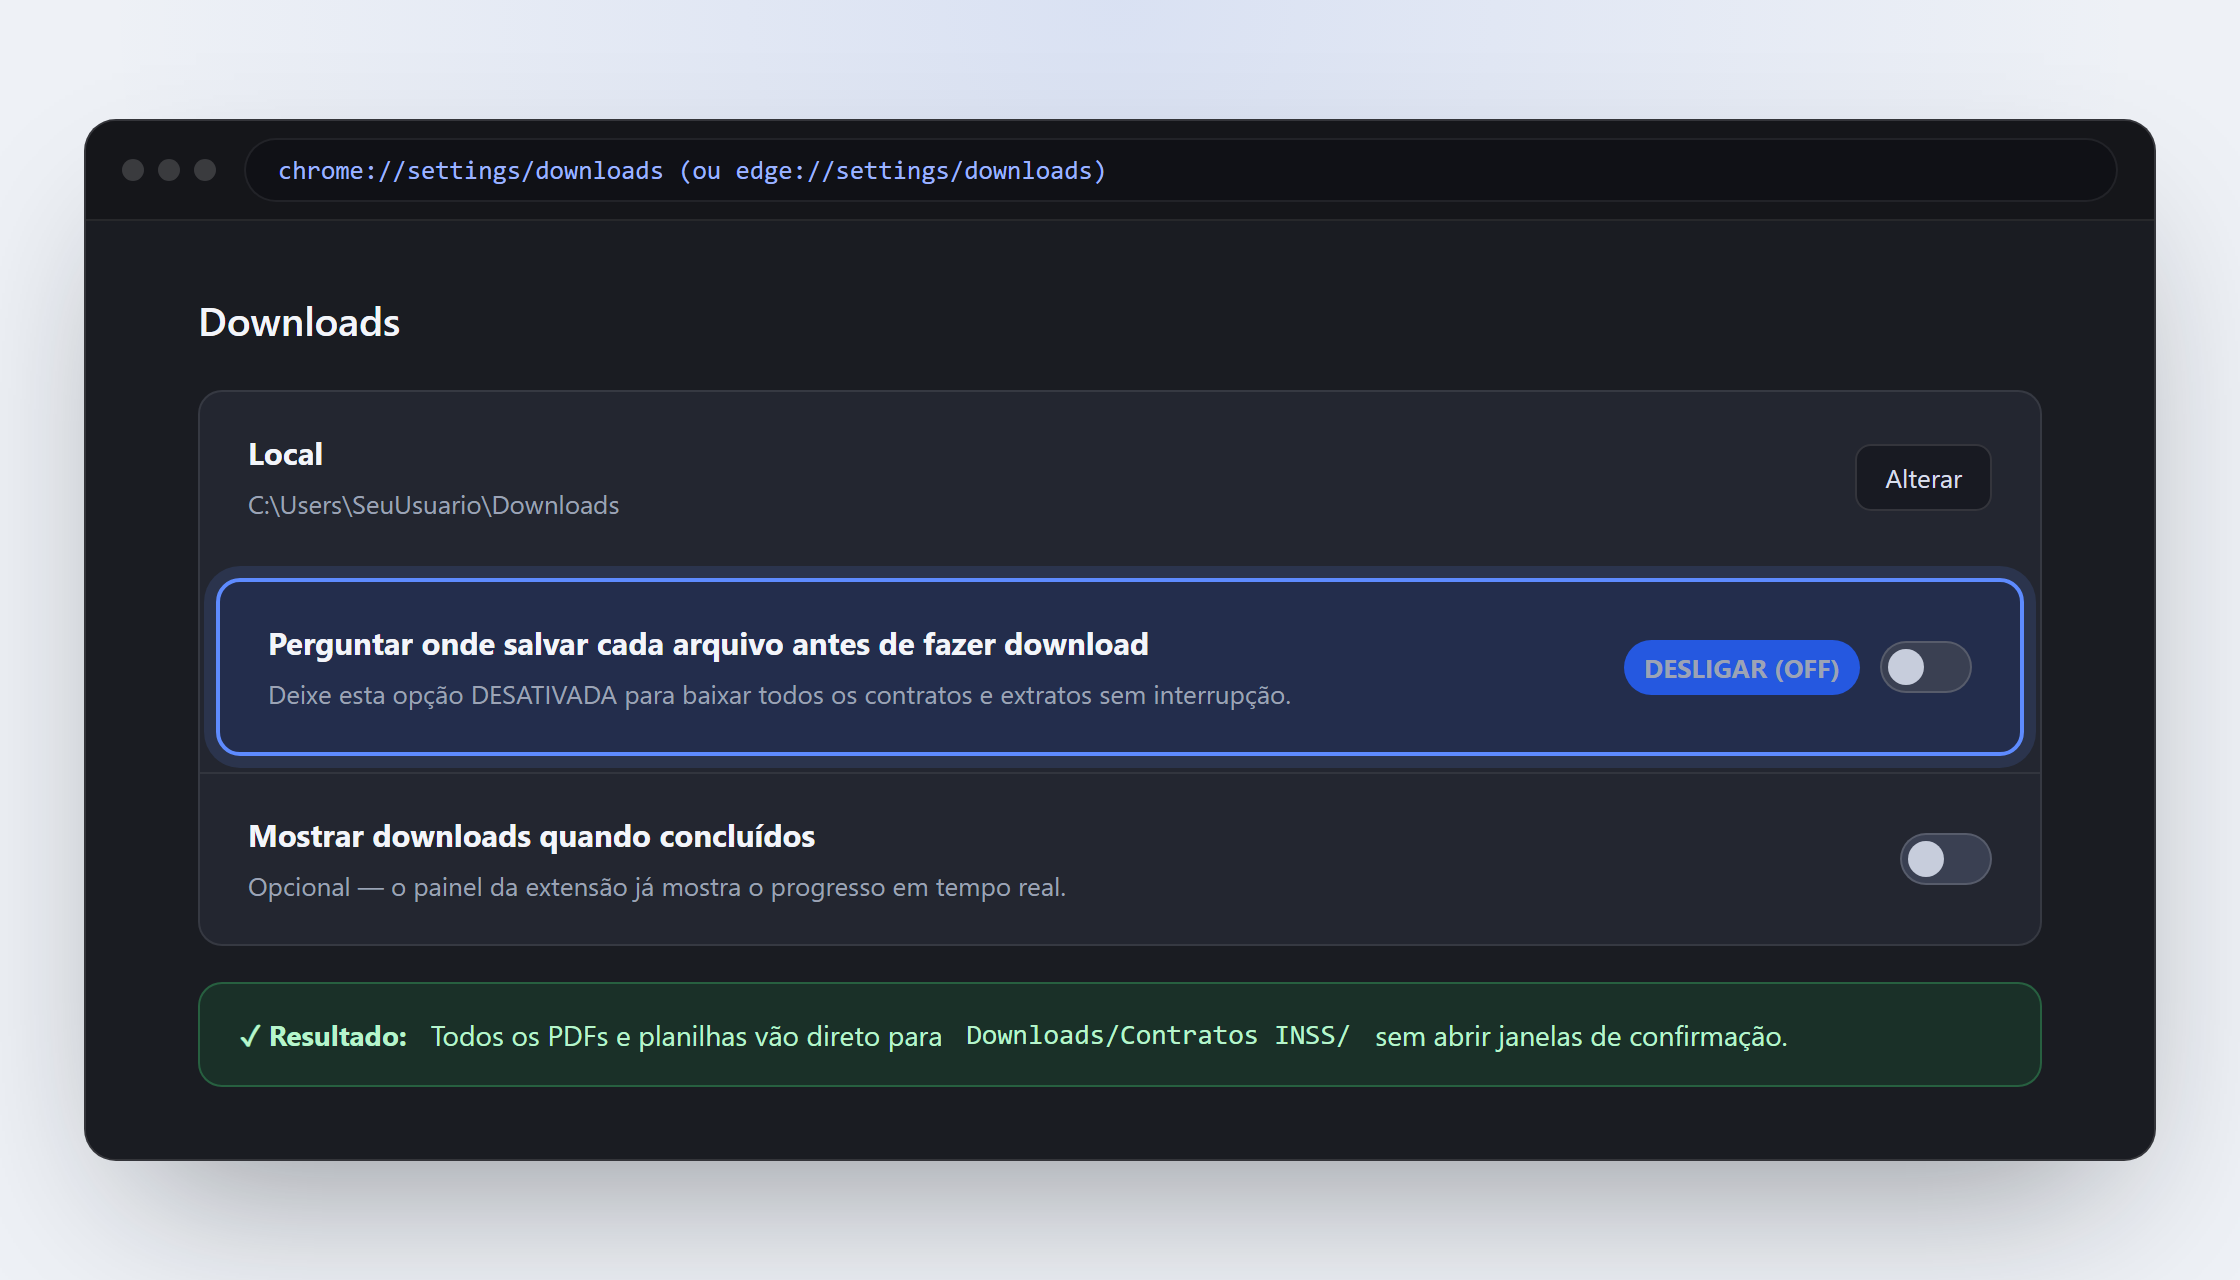 chrome://settings/downloads (ou edge://settings/downloads)
Downloads
Local
C:\Users\SeuUsuario\Downloads
Alterar
Perguntar onde salvar cada arquivo antes de fazer download
Deixe esta opção DESATIVADA para baixar todos os contratos e extratos sem interrupção.
DESLIGAR (OFF)
Mostrar downloads quando concluídos
Opcional — o painel da extensão já mostra o progresso em tempo real.
✓ Resultado: Todos os PDFs e planilhas vão direto para Downloads/Contratos INSS/ sem abrir janelas de confirmação.